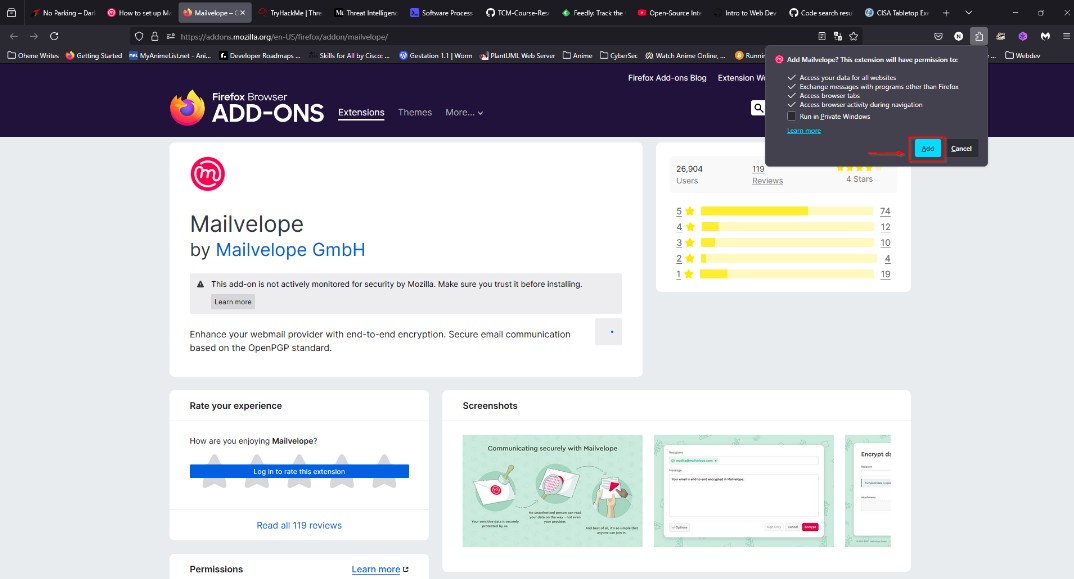 No Parking – Dar
How to set up M
Mailvelope – 
TryHackMe | Thre
Threat Intelligenc
Software Process
TCM-Course-Res
Feedly: Track the
Open-Source Inte
Intro to Web Dev
Code search resu
CISA Tabletop Exe
https://addons.mozilla.org/en-US/firefox/addon/mailvelope/
Ohene Writes
Getting Started
MyAnimeList.net - Ani...
Developer Roadmaps ...
Skills for All by Cisco: ...
Gestation 1.1 | Worm
PlantUML Web Server
Anime
CyberSec
Watch Anime Online, ...
Webdev
Firefox Add-ons Blog
Extension W
Firefox Browser
ADD-ONS
Extensions
Themes
More...
Add Mailvelope? This extension will have permission to:
Access your data for all websites
Exchange messages with programs other than Firefox
Access browser tabs
Access browser activity during navigation
Run in Private Windows
Learn more
Add
Cancel
Mailvelope
by Mailvelope GmbH
This add-on is not actively monitored for security by Mozilla. Make sure you trust it before installing.
Learn more
Enhance your webmail provider with end-to-end encryption. Secure email communication
based on the OpenPGP standard.
26,904
Users
119
Reviews
4 Stars
5 74
4 12
3 10
2 4
1 19
Rate your experience
How are you enjoying Mailvelope?
Log in to rate this extension
Read all 119 reviews
Permissions
Learn more
Screenshots
Communicating securely with Mailvelope
Encrypt da